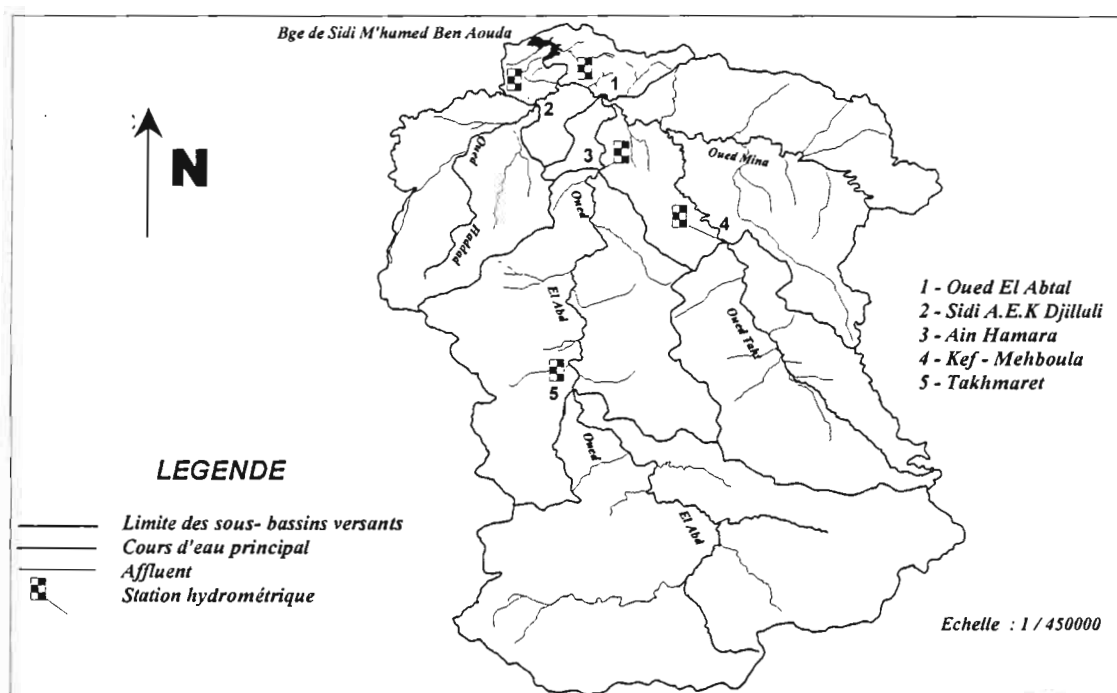 Bge de Sidi M'hamed Ben Aouda
1
2
3
4
5
N
Oued
Haddad
Oued
El Abd
Oued Mina
Oued Taht
Oued
El Abd
1 - Oued El Abtal
2 - Sidi A.E.K Djilluli
3 - Ain Hamara
4 - Kef - Mehboula
5 - Takhmaret
LEGENDE
Limite des sous- bassins versants
Cours d'eau principal
Affluent
Station hydrométrique
Echelle : 1 / 450000